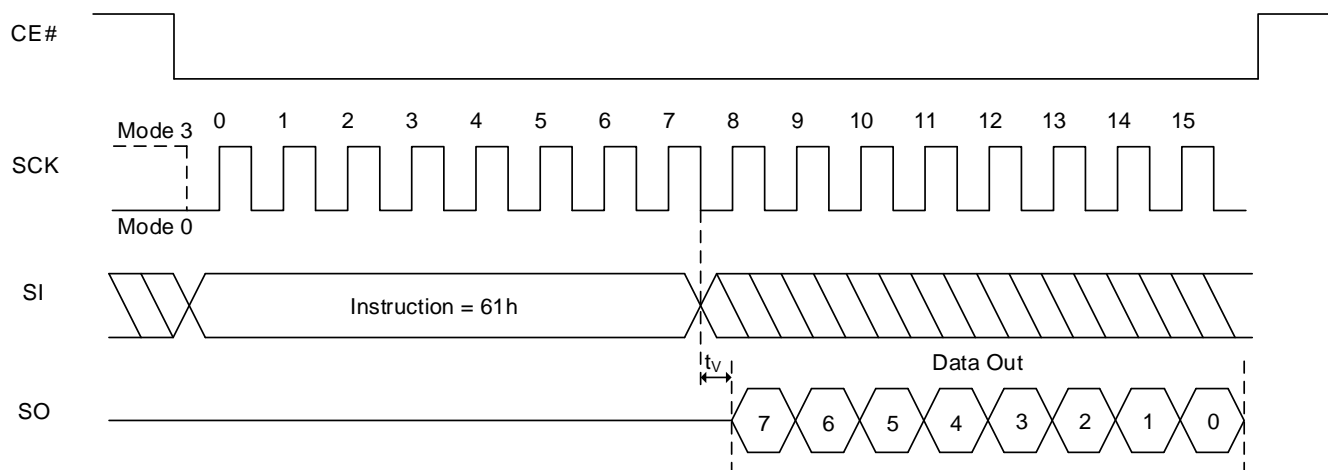 CE#
0 1 2 3 4 5 6 7 8 9 10 11 12 13 14 15
Mode 3
SCK
Mode 0
SI
Instruction = 61h
tV
Data Out
SO
7 6 5 4 3 2 1 0